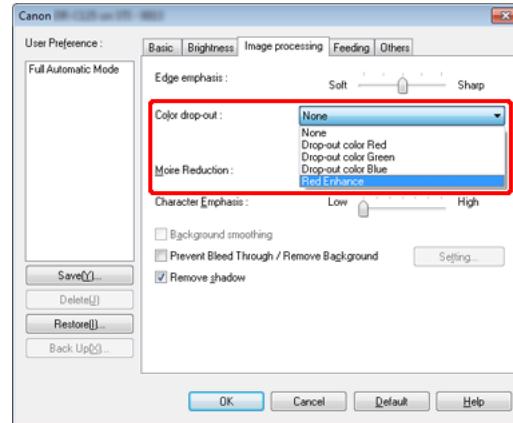 Canon
User Preference :
Full Automatic Mode
Save(Y)...
Delete(J)
Restore(I)...
Back Up(X)...
Basic Brightness Image processing Feeding Others
Edge emphasis :
Soft Sharp
Color drop-out :
None
None
Drop-out color Red
Drop-out color Green
Drop-out color Blue
Red Enhance
Moire Reduction :
Character Emphasis :
Low High
Background smoothing
Prevent Bleed Through / Remove Background
Setting...
Remove shadow
OK Cancel Default Help